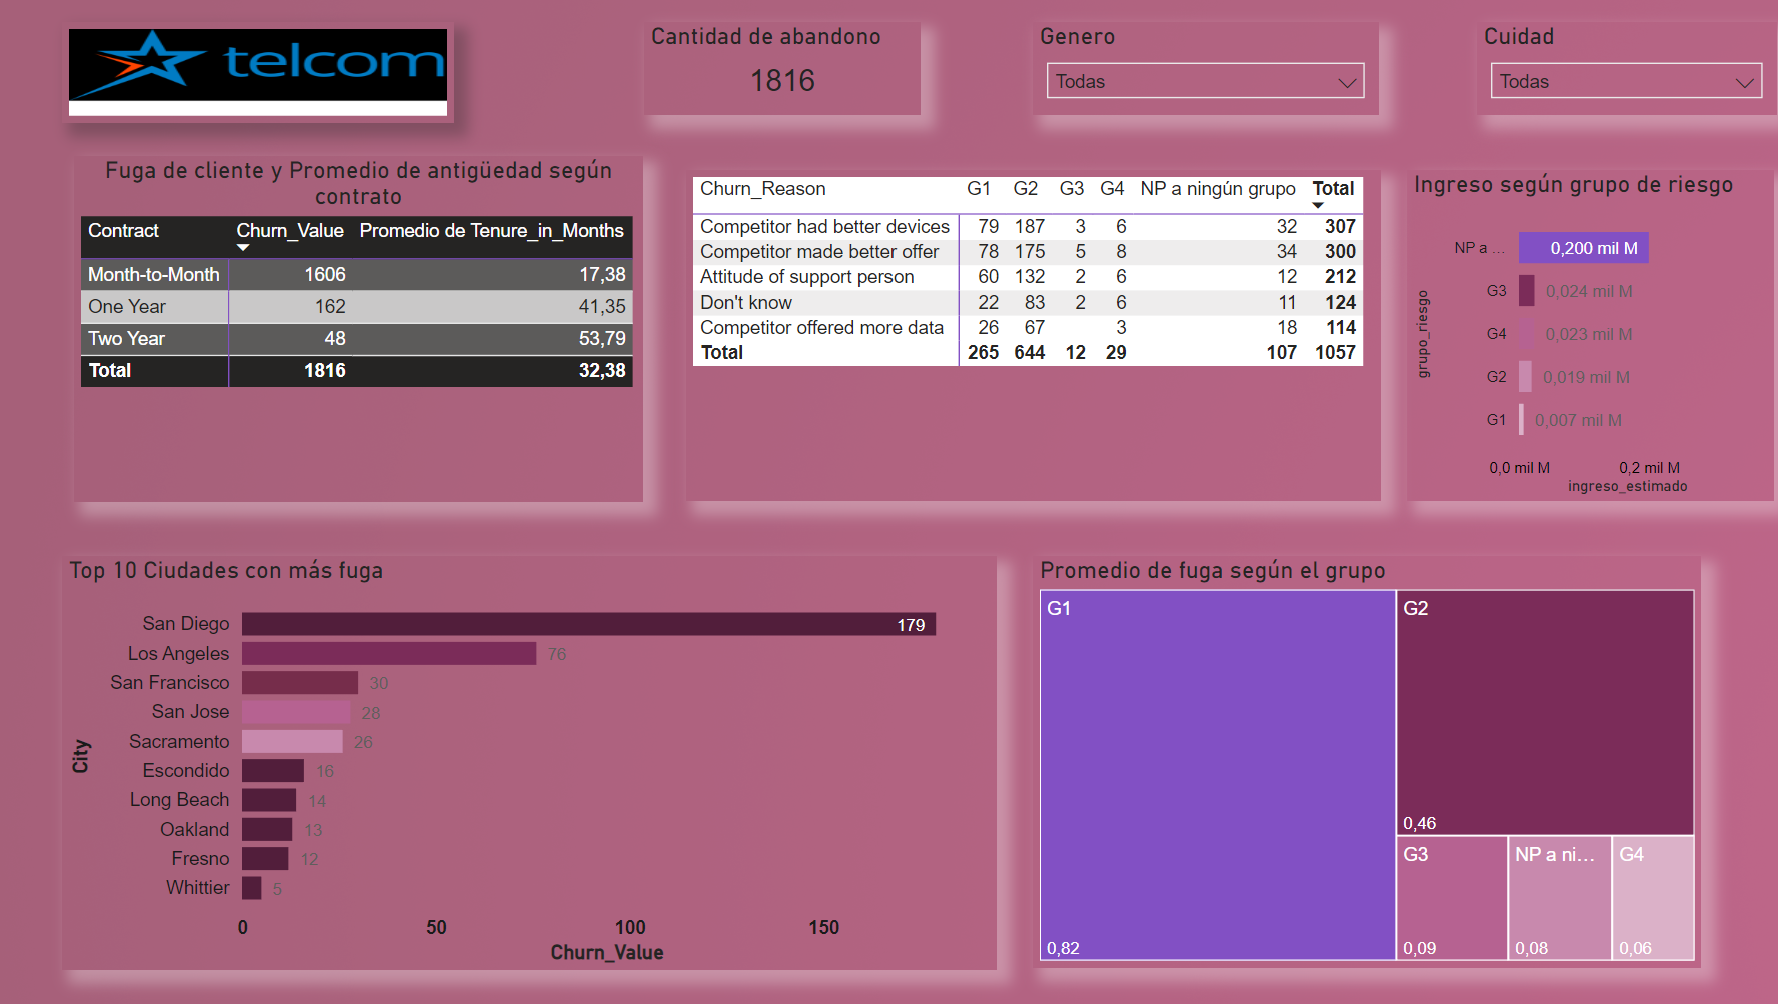 telcom
Cantidad de abandono
1816
Genero
Todas
Cuidad
Todas
Fuga de cliente y Promedio de antigüedad según
contrato
Contract Churn_Value Promedio de Tenure_in_Months
Month-to-Month 1606 17,38
One Year 162 41,35
Two Year 48 53,79
Total 1816 32,38
Churn_Reason G1 G2 G3 G4 NP a ningún grupo Total
Competitor had better devices 79 187 3 6 32 307
Competitor made better offer 78 175 5 8 34 300
Attitude of support person 60 132 2 6 12 212
Don't know 22 83 2 6 11 124
Competitor offered more data 26 67 3 18 114
Total 265 644 12 29 107 1057
Ingreso según grupo de riesgo
grupo_riesgo
NP a ... 0,200 mil M
G3 0,024 mil M
G4 0,023 mil M
G2 0,019 mil M
G1 0,007 mil M
0,0 mil M 0,2 mil M
ingreso_estimado
Top 10 Ciudades con más fuga
City
San Diego 179
Los Angeles 76
San Francisco 30
San Jose 28
Sacramento 26
Escondido 16
Long Beach 14
Oakland 13
Fresno 12
Whittier 5
0 50 100 150
Churn_Value
Promedio de fuga según el grupo
G1
0,82
G2
0,46
G3
0,09
NP a ni...
0,08
G4
0,06